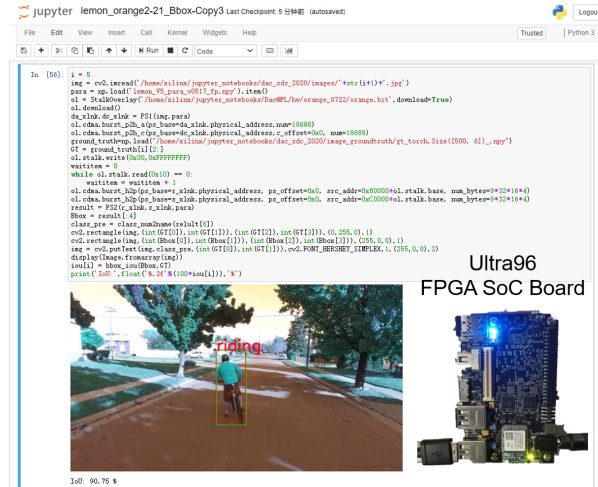 jupyter lemon_orange2-21_Bbox-Copy3 Last Checkpoint: 5 分钟前 (autosaved)
Logou
File Edit View Insert Cell Kernel Widgets Help
Trusted Python 3
Run Code
In [56]:
i = 5
img = cv2.imread('/home/xilinx/jupyter_notebooks/dac_sdc_2020/images/'+str(i+1)+'.jpg')
para = np.load('lemon_V5_para_v0517_fp.npy').item()
ol = StalkOverlay('/home/xilinx/jupyter_notebooks/DacWPL/hw/orange_0722/orange.bit',download=True)
ol.download()
da_xlnk,dc_xlnk = PS1(img,para)
ol.cdma.burst_p2h_a(ps_base=da_xlnk.physical_address,num=18688)
ol.cdma.burst_p2h_c(ps_base=dc_xlnk.physical_address,c_offset=0x0, num=18688)
ground_truth=np.load("/home/xilinx/jupyter_notebooks/dac_sdc_2020/image_groundtruth/gt_torch.Size([500, 6])_.npy")
GT = ground_truth[i][2:]
ol.stalk.write(0x00,0xFFFFFFFF)
waititem = 0
while ol.stalk.read(0x10) == 0:
waititem = waititem + 1
ol.cdma.burst_h2p(ps_base=r_xlnk.physical_address, ps_offset=0x0, src_addr=0x80000+ol.stalk.base, num_bytes=9*32*16*4)
ol.cdma.burst_h2p(ps_base=s_xlnk.physical_address, ps_offset=0x0, src_addr=0xC0000+ol.stalk.base, num_bytes=9*32*16*4)
result = PS2(r_xlnk,s_xlnk,para)
Bbox = result[:4]
class_pre = class_num2name(relult[6])
cv2.rectangle(img,(int(GT[0]),int(GT[1])),(int(GT[2]),int(GT[3])),(0,255,0),1)
cv2.rectangle(img,(int(Bbox[0]),int(Bbox[1])),(int(Bbox[2]),int(Bbox[3])),(255,0,0),1)
img = cv2.putText(img,class_pre,(int(GT[0]),int(GT[1])),cv2.FONT_HERSHEY_SIMPLEX,1,(255,0,0),2)
display(Image.fromarray(img))
iou[i] = bbox_iou(Bbox,GT)
print('IoU:',float('%.2f'%(100*iou[i])),'%')
Ultra96
FPGA SoC Board
riding
AVNET
IoU: 90.75 %